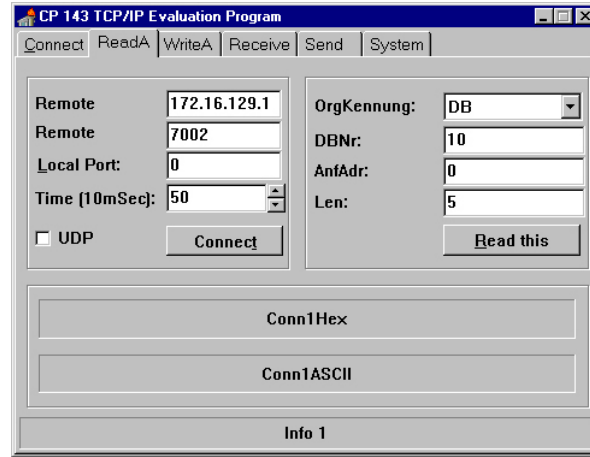 CP 143 TCP/IP Evaluation Program
Connect ReadA WriteA Receive Send System
Remote 172.16.129.1
Remote 7002
Local Port: 0
Time (10mSec): 50
UDP Connect
OrgKennung: DB
DBNr: 10
AnfAdr: 0
Len: 5
Read this
Conn1Hex
Conn1ASCII
Info 1